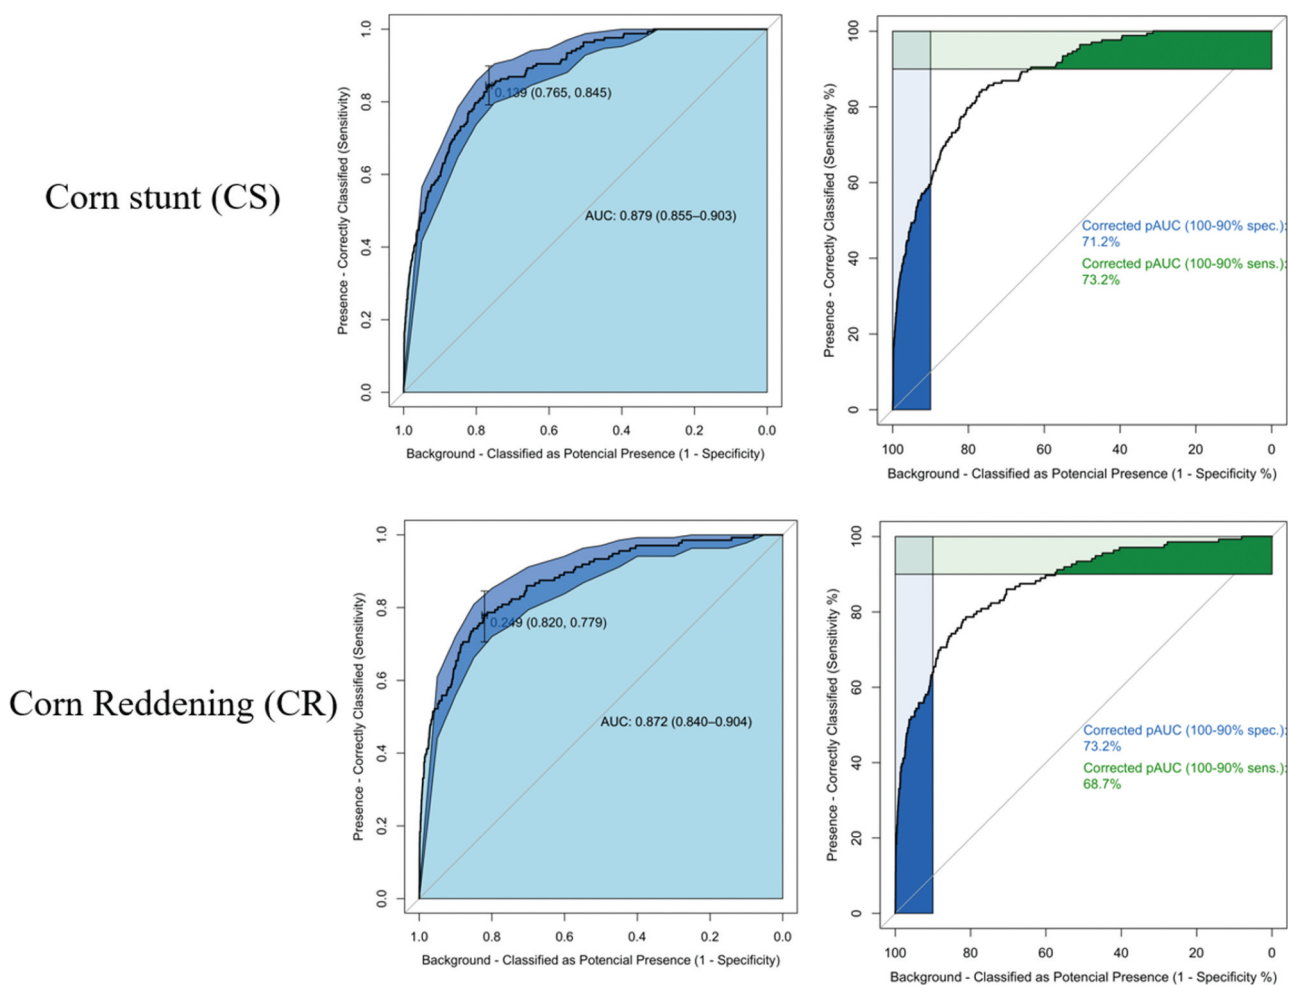 Corn stunt (CS)
Presence - Correctly Classified (Sensitivity)
1.0
0.8
0.6
0.4
0.2
0.0
0.139 (0.765, 0.845)
AUC: 0.879 (0.855–0.903)
1.0 0.8 0.6 0.4 0.2 0.0
Background - Classified as Potencial Presence (1 - Specificity)
Presence - Correctly Classified (Sensitivity %)
100
80
60
40
20
0
Corrected pAUC (100-90% spec.):
71.2%
Corrected pAUC (100-90% sens.):
73.2%
100 80 60 40 20 0
Background - Classified as Potencial Presence (1 - Specificity %)
Corn Reddening (CR)
Presence - Correctly Classified (Sensitivity)
1.0
0.8
0.6
0.4
0.2
0.0
0.249 (0.820, 0.779)
AUC: 0.872 (0.840–0.904)
1.0 0.8 0.6 0.4 0.2 0.0
Background - Classified as Potencial Presence (1 - Specificity)
Presence - Correctly Classified (Sensitivity %)
100
80
60
40
20
0
Corrected pAUC (100-90% spec.):
73.2%
Corrected pAUC (100-90% sens.):
68.7%
100 80 60 40 20 0
Background - Classified as Potencial Presence (1 - Specificity %)